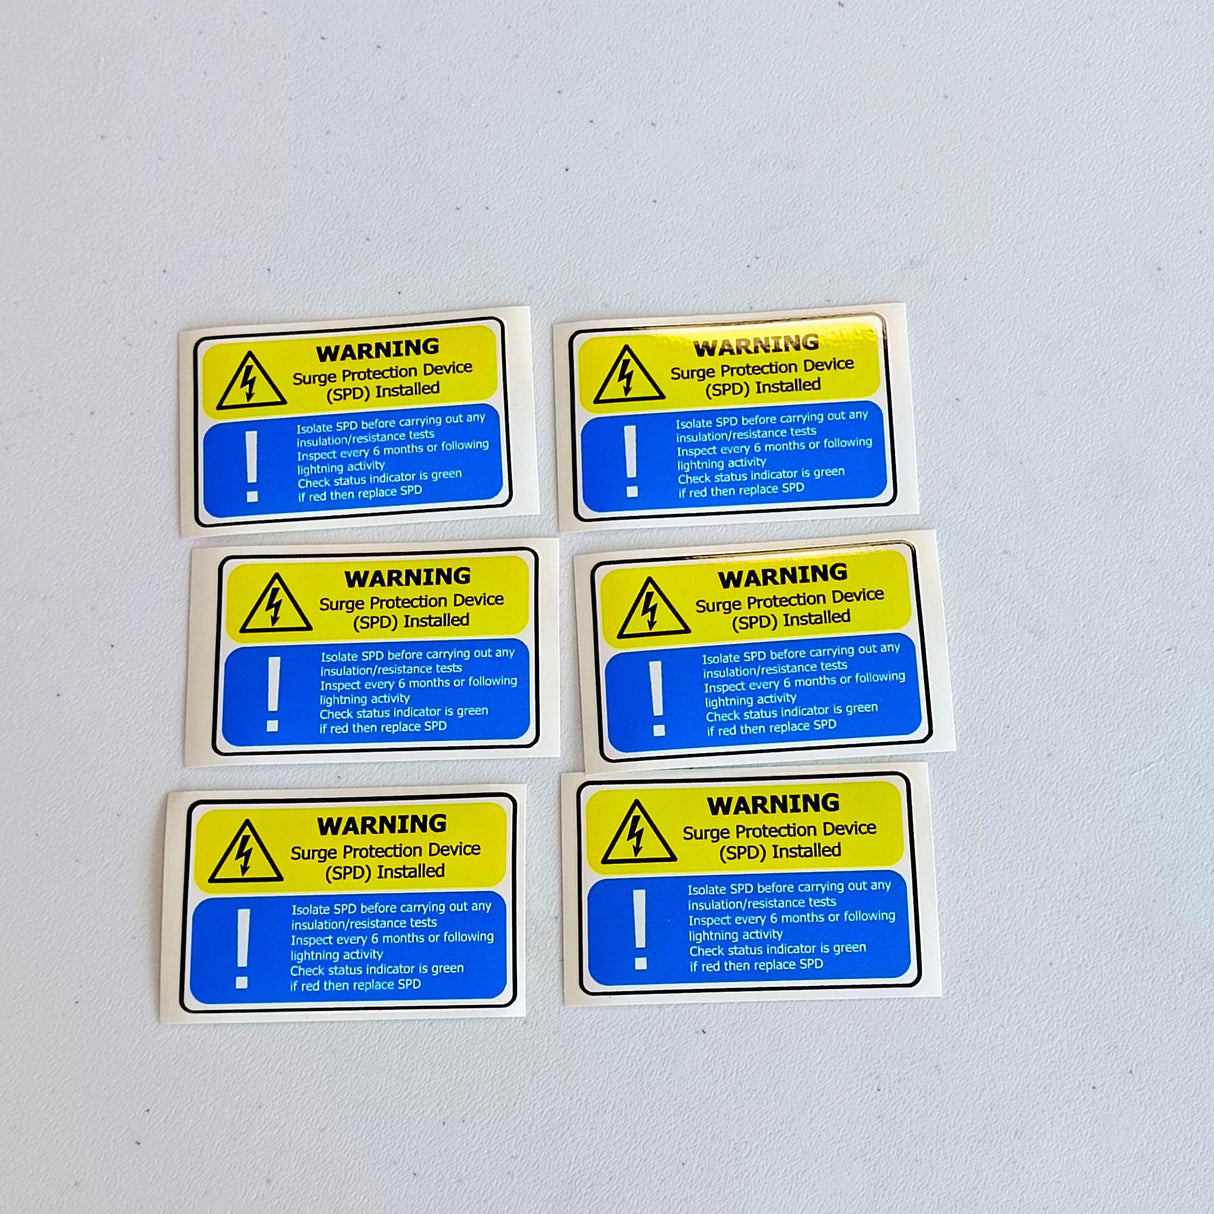 WARNING
Surge Protection Device
(SPD) Installed
Isolate SPD before carrying out any
insulation/resistance tests
Inspect every 6 months or following
lightning activity
Check status indicator is green
if red then replace SPD
WARNING
Surge Protection Device
(SPD) Installed
Isolate SPD before carrying out any
insulation/resistance tests
Inspect every 6 months or following
lightning activity
Check status indicator is green
if red then replace SPD
WARNING
Surge Protection Device
(SPD) Installed
Isolate SPD before carrying out any
insulation/resistance tests
Inspect every 6 months or following
lightning activity
Check status indicator is green
if red then replace SPD
WARNING
Surge Protection Device
(SPD) Installed
Isolate SPD before carrying out any
insulation/resistance tests
Inspect every 6 months or following
lightning activity
Check status indicator is green
if red then replace SPD
WARNING
Surge Protection Device
(SPD) Installed
Isolate SPD before carrying out any
insulation/resistance tests
Inspect every 6 months or following
lightning activity
Check status indicator is green
if red then replace SPD
WARNING
Surge Protection Device
(SPD) Installed
Isolate SPD before carrying out any
insulation/resistance tests
Inspect every 6 months or following
lightning activity
Check status indicator is green
if red then replace SPD